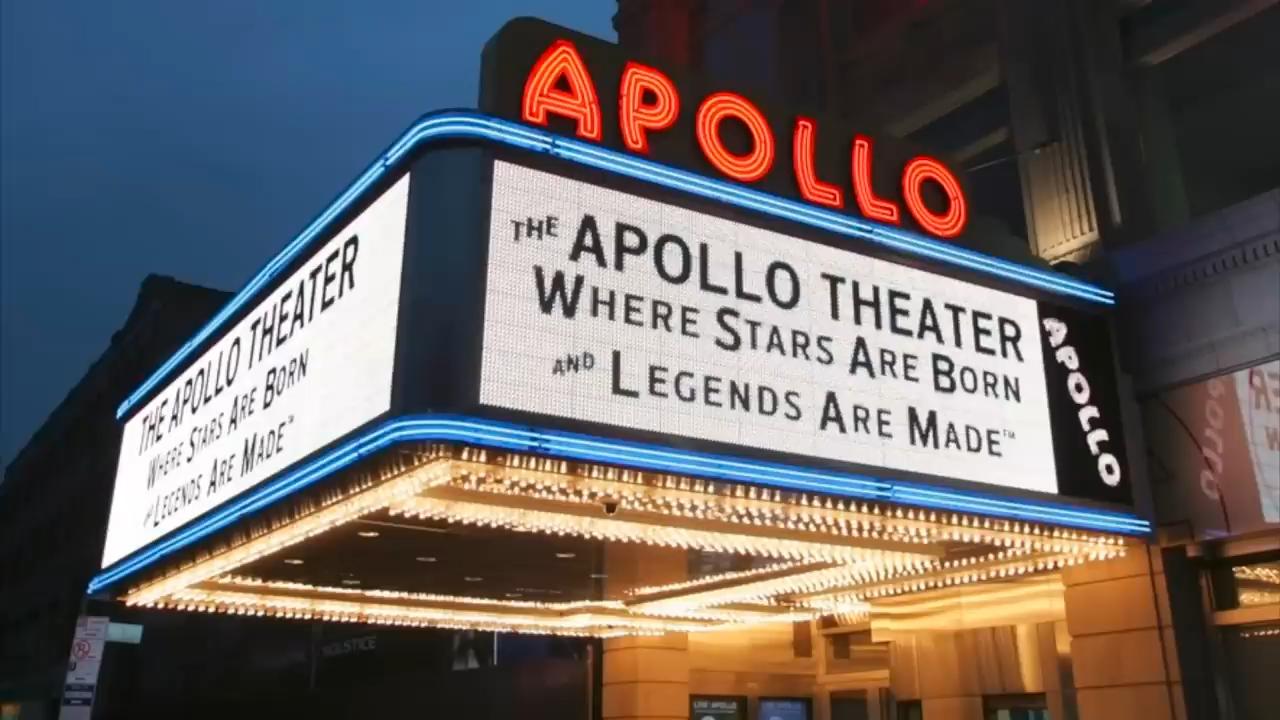 APOLLO
THE APOLLO THEATER
WHERE STARS ARE BORN
AND LEGENDS ARE MADE™
APOLLO
THE APOLLO THEATER
WHERE STARS ARE BORN
AND LEGENDS ARE MADE™
SOLSTICE